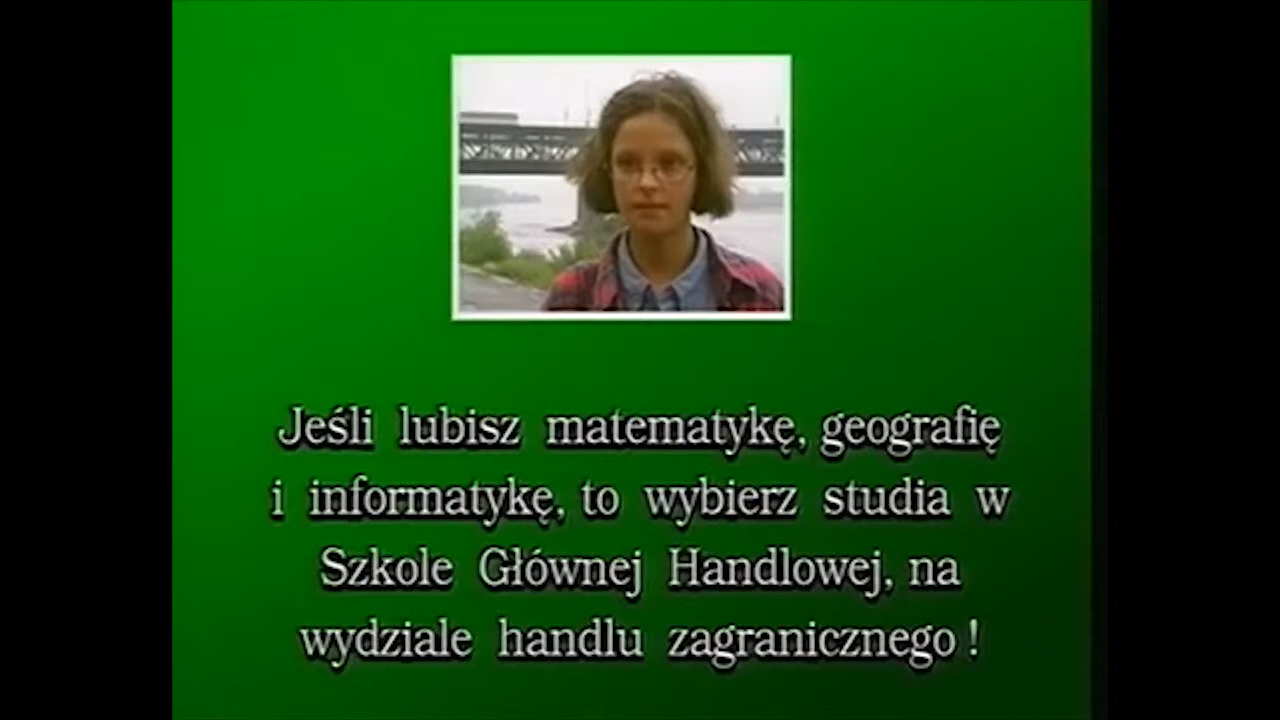 Jeśli lubisz matematykę, geografię
i informatykę, to wybierz studia w
Szkole Głównej Handlowej, na
wydziale handlu zagranicznego !